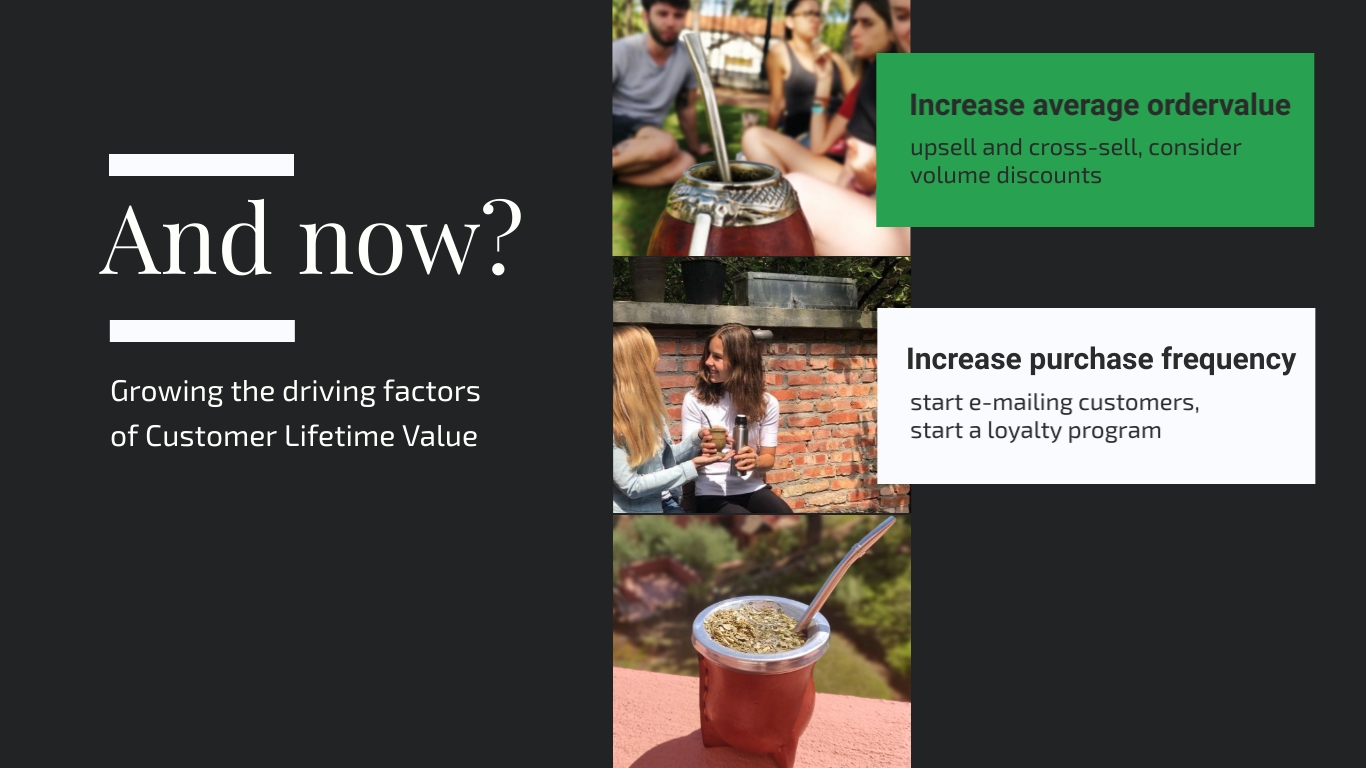 And now?
Growing the driving factors
of Customer Lifetime Value
Increase average ordervalue
upsell and cross-sell, consider
volume discounts
Increase purchase frequency
start e-mailing customers,
start a loyalty program